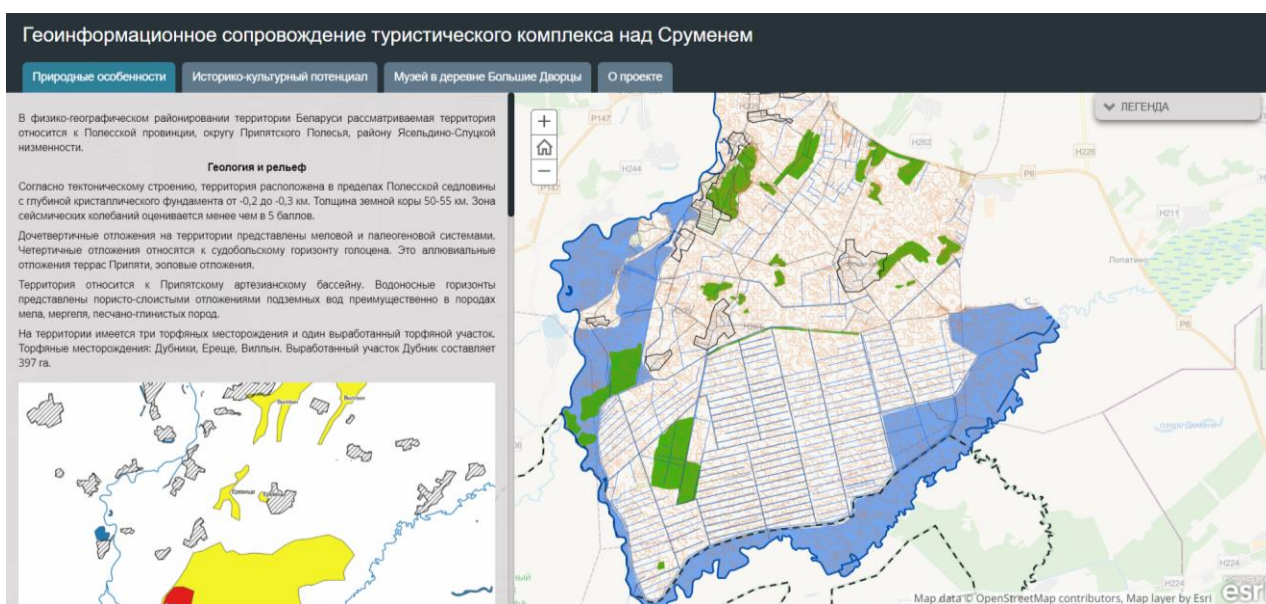 Геоинформационное сопровождение туристического комплекса над Сруменем
Природные особенности
Историко-культурный потенциал
Музей в деревне Большие Дворцы
О проекте
В физико-географическом районировании территории Беларуси рассматриваемая территория
относится к Полесской провинции, округу Припятского Полесья, району Ясельдино-Слуцкой
низменности.
Геология и рельеф
Согласно тектоническому строению, территория расположена в пределах Полесской седловины
с глубиной кристаллического фундамента от -0,2 до -0,3 км. Толщина земной коры 50-55 км. Зона
сейсмических колебаний оценивается менее чем в 5 баллов.
Дочетвертичные отложения на территории представлены меловой и палеогеновой системами.
Четертичные отложения относятся к судобольскому горизонту голоцена. Это аллювиальные
отложения террас Припяти, эоловые отложения.
Территория относится к Припятскому артезианскому бассейну. Водоносные горизонты
представлены пористо-слоистыми отложениями подземных вод преимущественно в породах
мела, мергеля, песчано-глинистых пород.
На территории имеется три торфяных месторождения и один выработанный торфяной участок.
Торфяные месторождения: Дубники, Ереще, Виллын. Выработанный участок Дубник составляет
397 га.
ЛЕГЕНДА
P147
H262
P6
H226
H244
P147
H211
Лопатино
P6
H224
H224
Map data © OpenStreetMap contributors, Map layer by Esri
esri